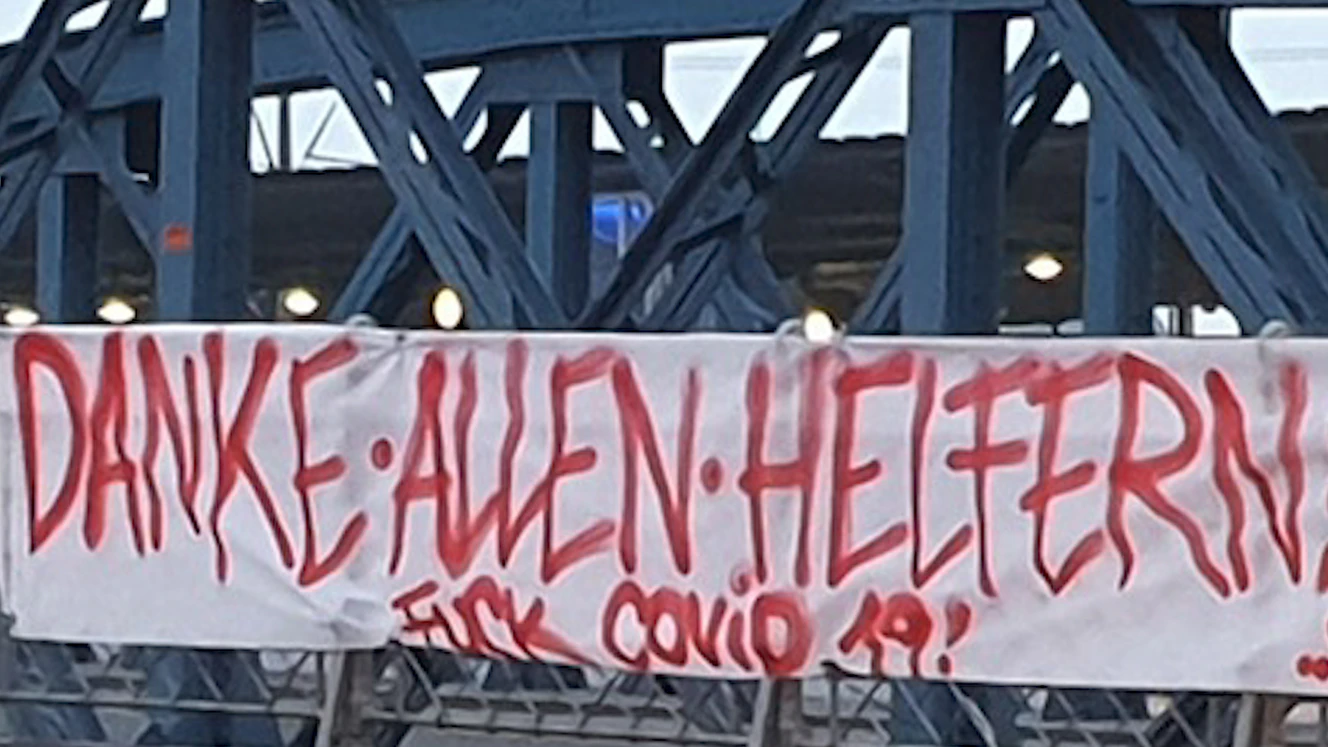 DANKE · ALLEN · HELFERN
FUCK COVID 19!